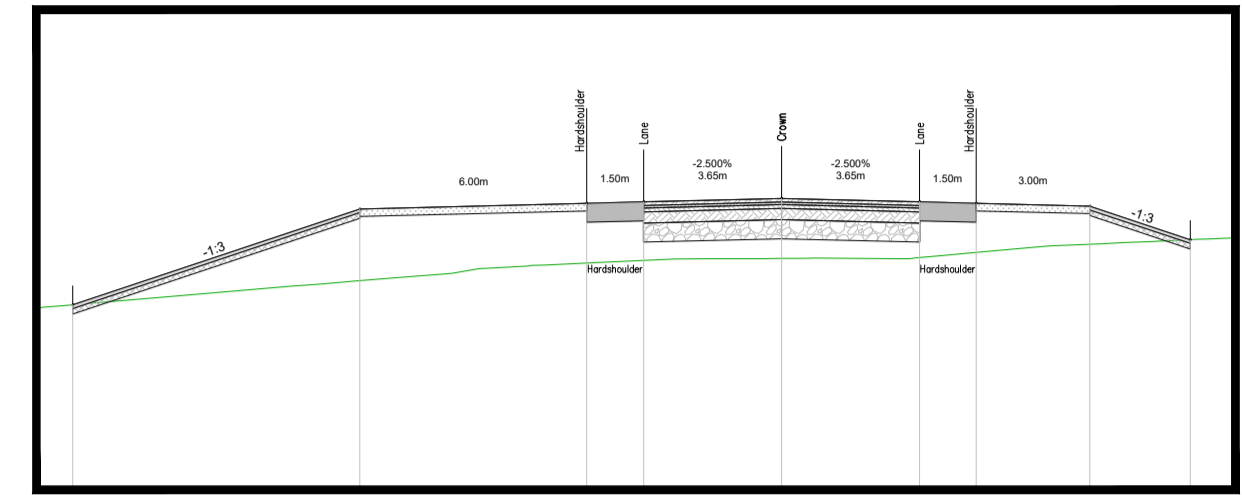 Hardshoulder
Lane
Crown
Lane
Hardshoulder
-2.500%
-2.500%
6.00m
1.50m
3.65m
3.65m
1.50m
3.00m
-1:3
-1:3
Hardshoulder
Hardshoulder